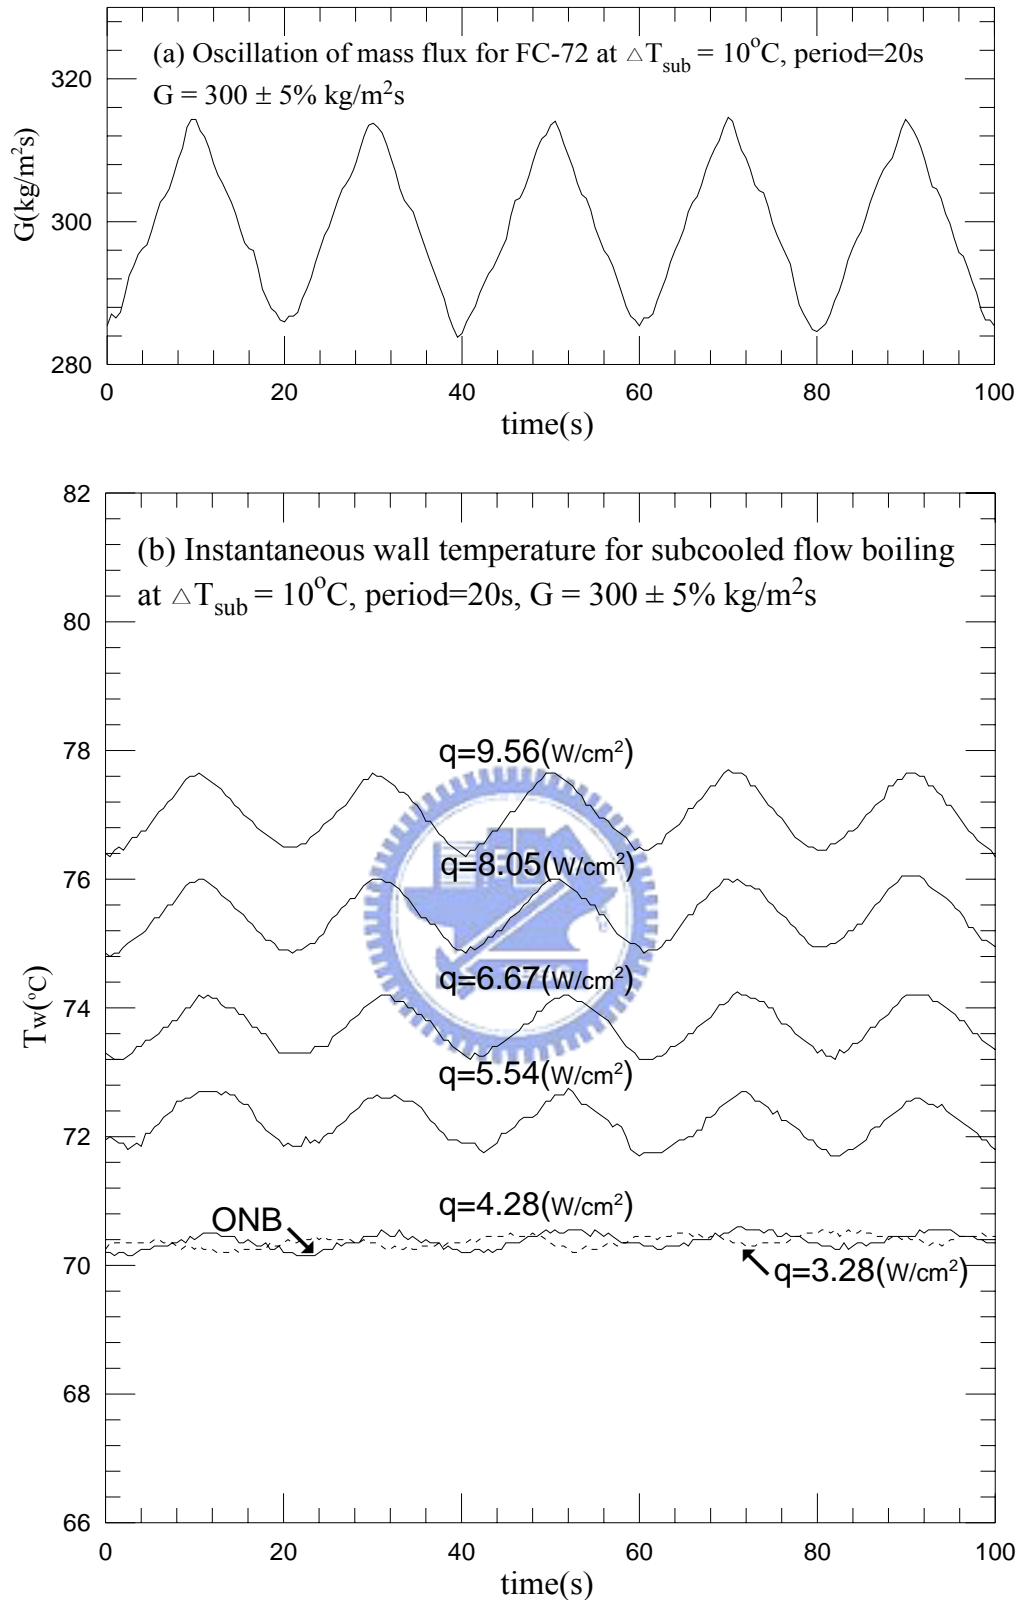 (a) Oscillation of mass flux for FC-72 at △T_sub = 10°C, period=20s
G = 300 ± 5% kg/m²s
320
300
280
G(kg/m²s)
0 20 40 60 80 100
time(s)
82
(b) Instantaneous wall temperature for subcooled flow boiling
at △T_sub = 10°C, period=20s, G = 300 ± 5% kg/m²s
80
78
q=9.56(W/cm²)
76
q=8.05(W/cm²)
74
q=6.67(W/cm²)
Tw(°C)
q=5.54(W/cm²)
72
q=4.28(W/cm²)
ONB
70
q=3.28(W/cm²)
68
66
0 20 40 60 80 100
time(s)